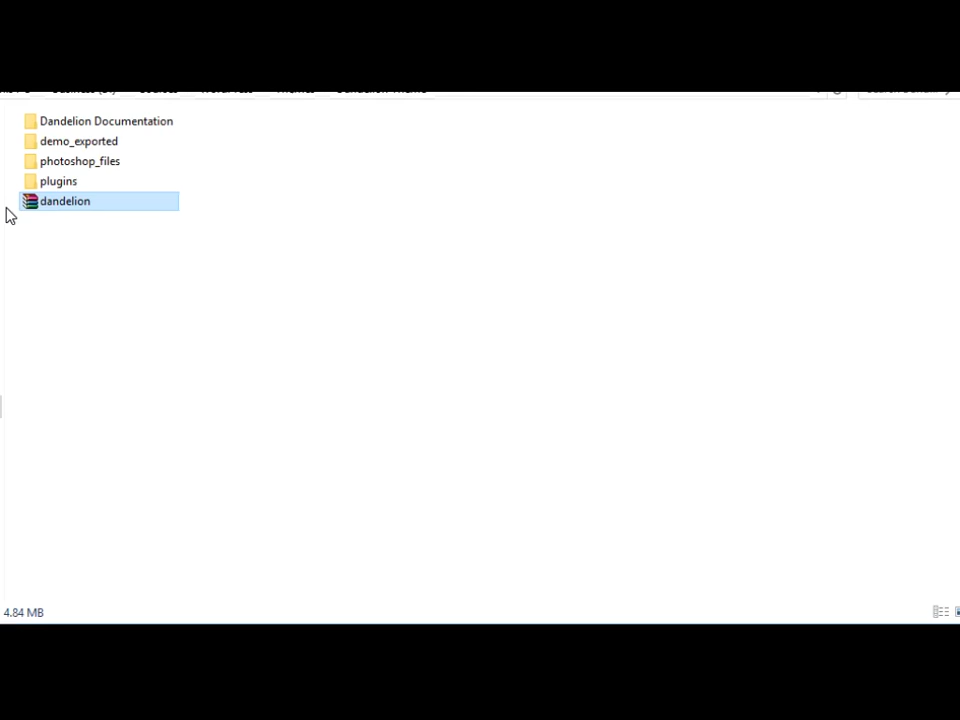 Dandelion Documentation
demo_exported
photoshop_files
plugins
dandelion
4.84 MB